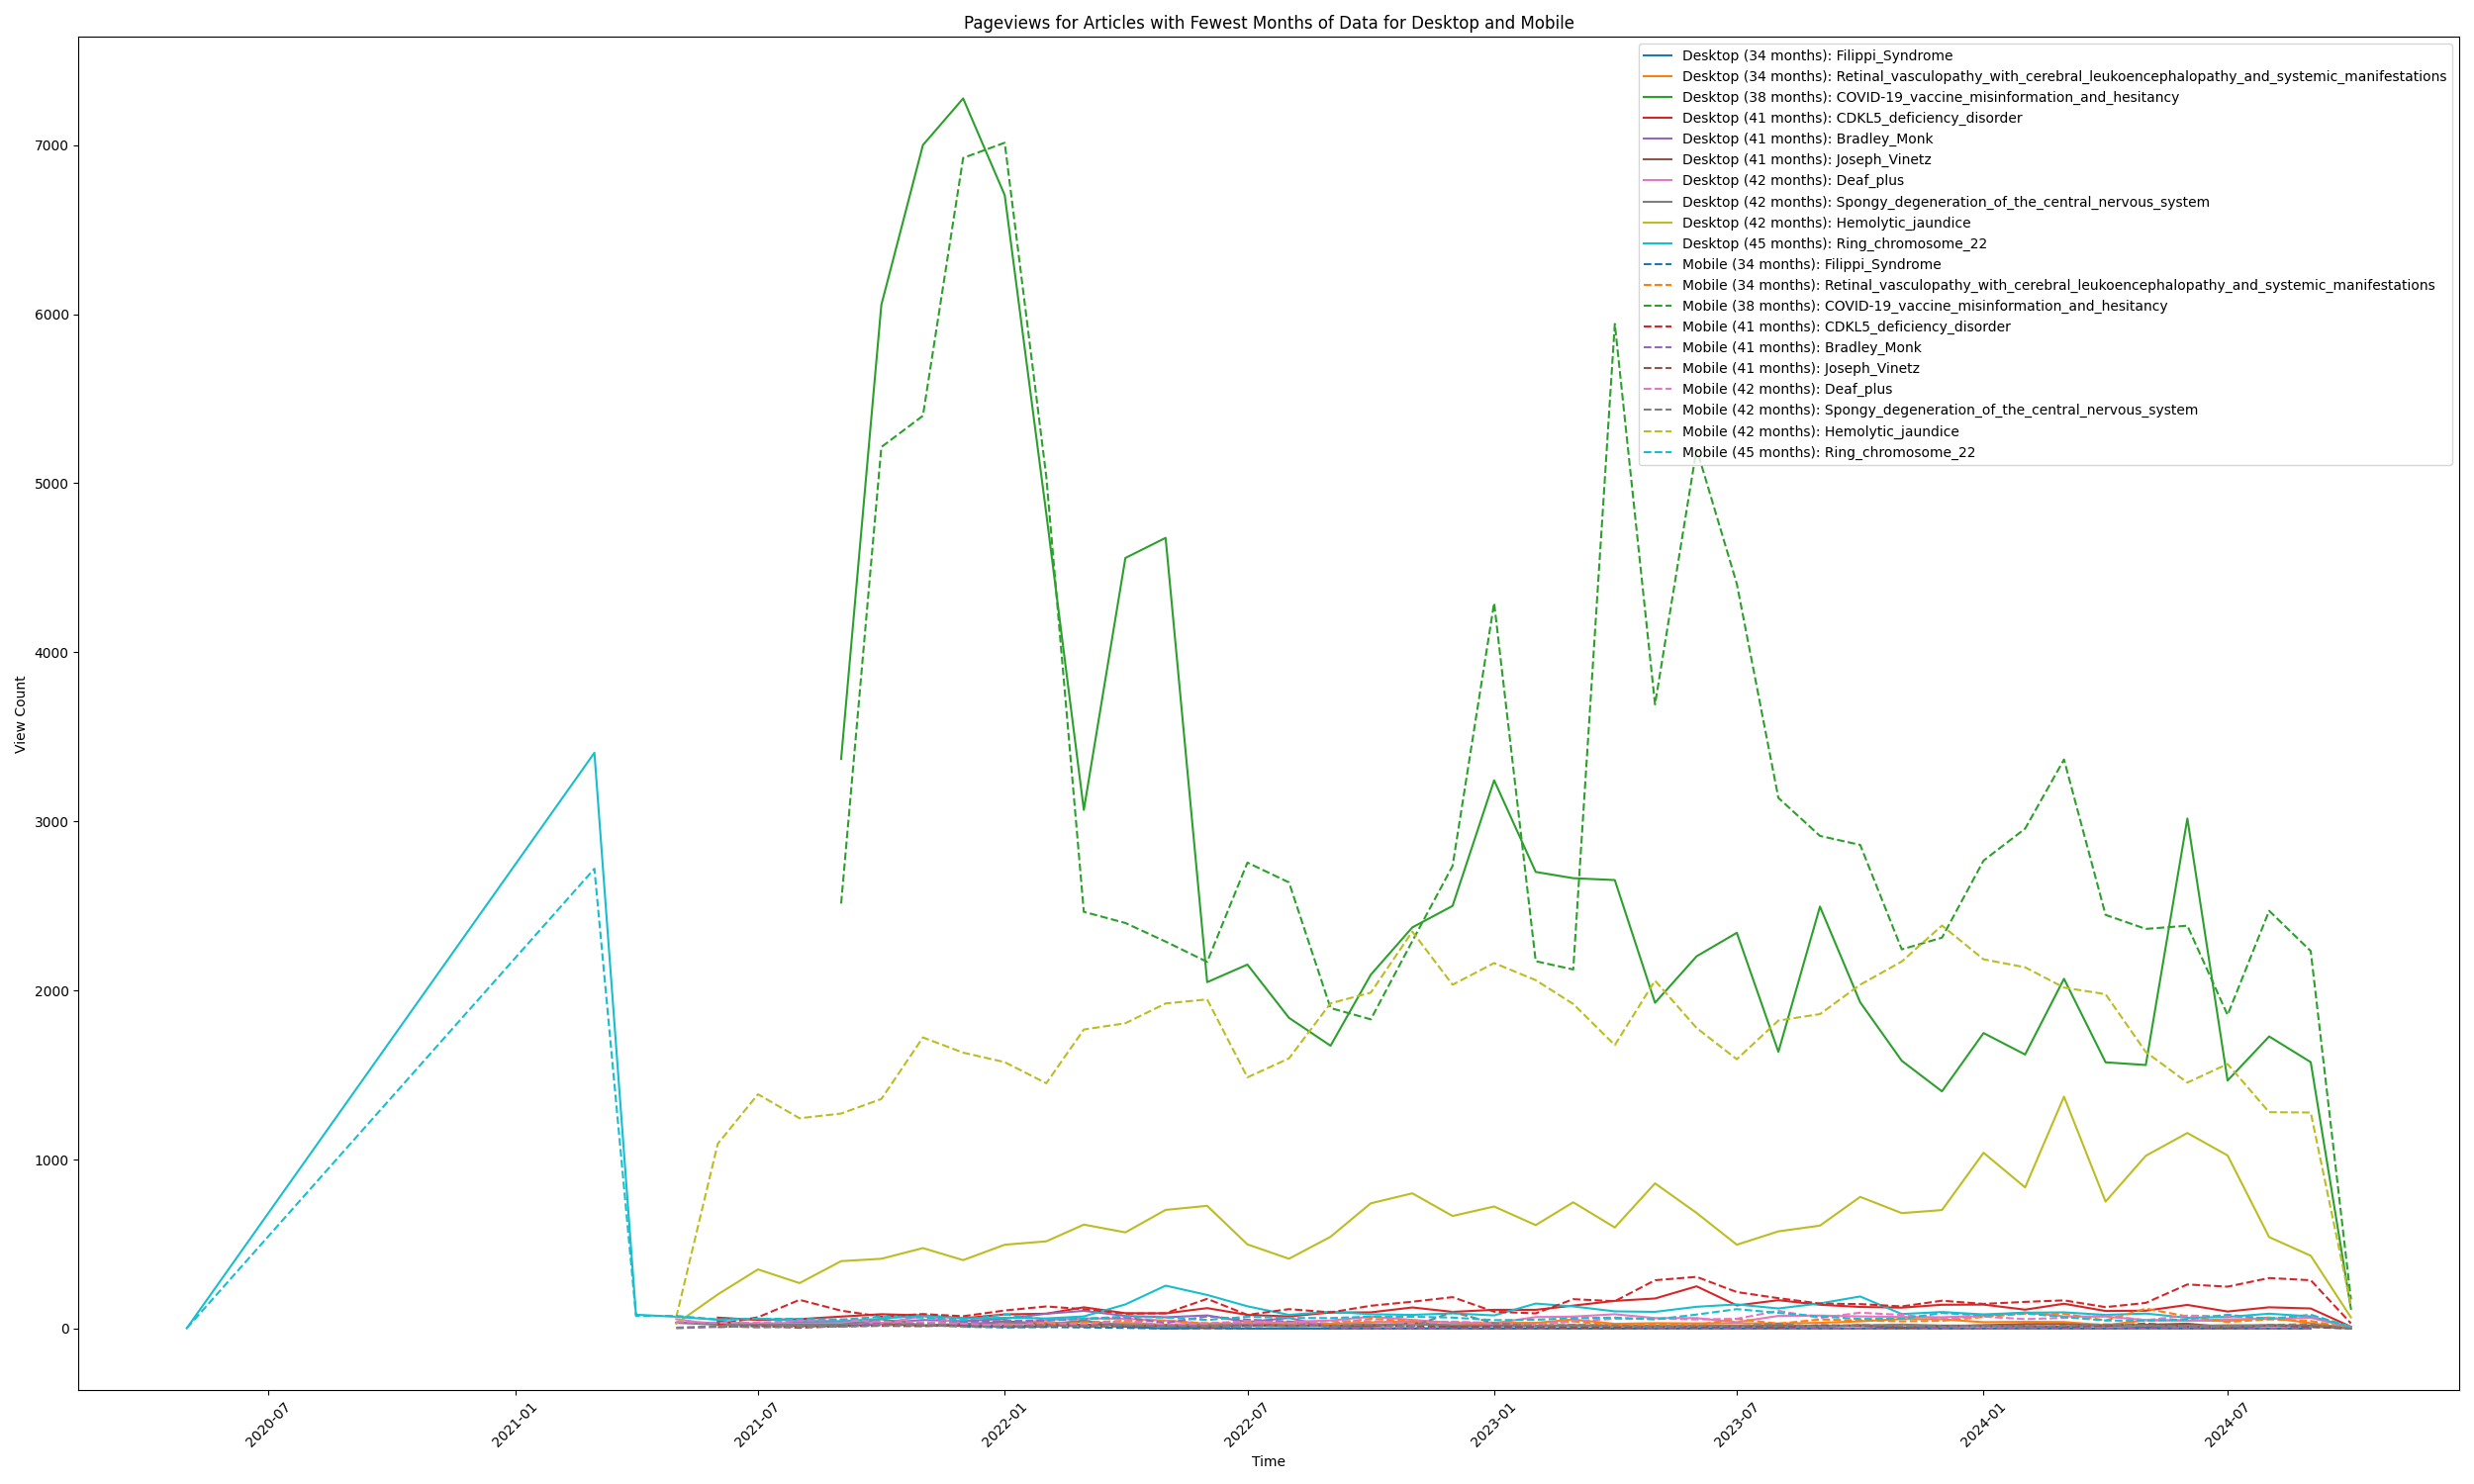 Pageviews for Articles with Fewest Months of Data for Desktop and Mobile
Desktop (34 months): Filippi_Syndrome
Desktop (34 months): Retinal_vasculopathy_with_cerebral_leukoencephalopathy_and_systemic_manifestations
Desktop (38 months): COVID-19_vaccine_misinformation_and_hesitancy
Desktop (41 months): CDKL5_deficiency_disorder
Desktop (41 months): Bradley_Monk
Desktop (41 months): Joseph_Vinetz
Desktop (42 months): Deaf_plus
Desktop (42 months): Spongy_degeneration_of_the_central_nervous_system
Desktop (42 months): Hemolytic_jaundice
Desktop (45 months): Ring_chromosome_22
Mobile (34 months): Filippi_Syndrome
Mobile (34 months): Retinal_vasculopathy_with_cerebral_leukoencephalopathy_and_systemic_manifestations
Mobile (38 months): COVID-19_vaccine_misinformation_and_hesitancy
Mobile (41 months): CDKL5_deficiency_disorder
Mobile (41 months): Bradley_Monk
Mobile (41 months): Joseph_Vinetz
Mobile (42 months): Deaf_plus
Mobile (42 months): Spongy_degeneration_of_the_central_nervous_system
Mobile (42 months): Hemolytic_jaundice
Mobile (45 months): Ring_chromosome_22
View Count
7000
6000
5000
4000
3000
2000
1000
0
2020-07
2021-01
2021-07
2022-01
2022-07
2023-01
2023-07
2024-01
2024-07
Time